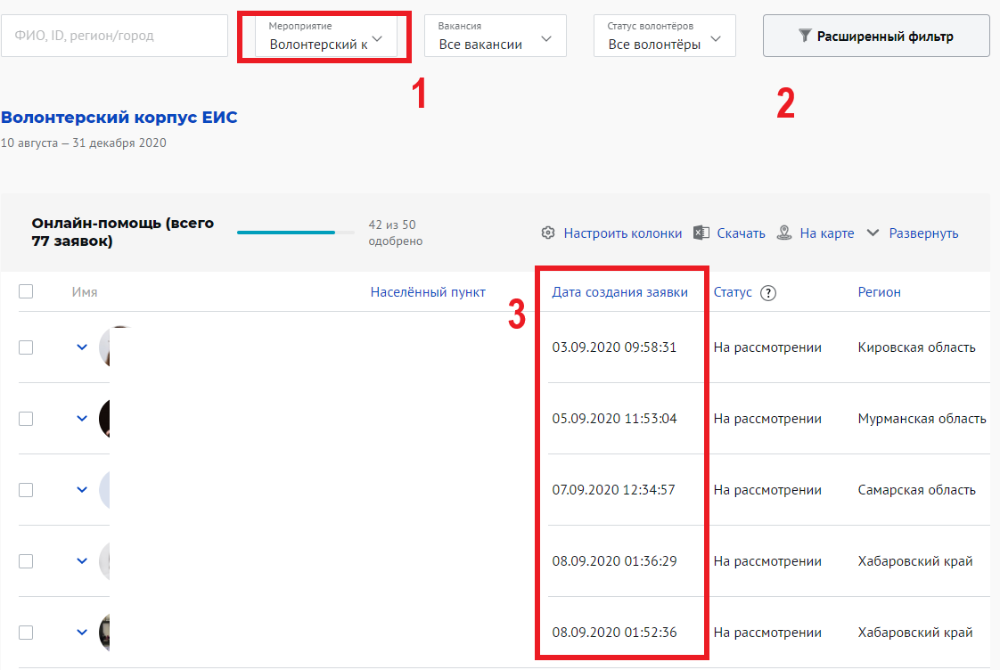 ФИО, ID, регион/город
Мероприятие
Волонтерский к
Вакансия
Все вакансии
Статус волонтёров
Все волонтёры
Расширенный фильтр
1
2
Волонтерский корпус ЕИС
10 августа — 31 декабря 2020
Онлайн-помощь (всего
77 заявок)
42 из 50
одобрено
Настроить колонки
Скачать
На карте
Развернуть
Имя
Населённый пункт
3
Дата создания заявки
Статус ?
Регион
03.09.2020 09:58:31 На рассмотрении Кировская область
05.09.2020 11:53:04 На рассмотрении Мурманская область
07.09.2020 12:34:57 На рассмотрении Самарская область
08.09.2020 01:36:29 На рассмотрении Хабаровский край
08.09.2020 01:52:36 На рассмотрении Хабаровский край